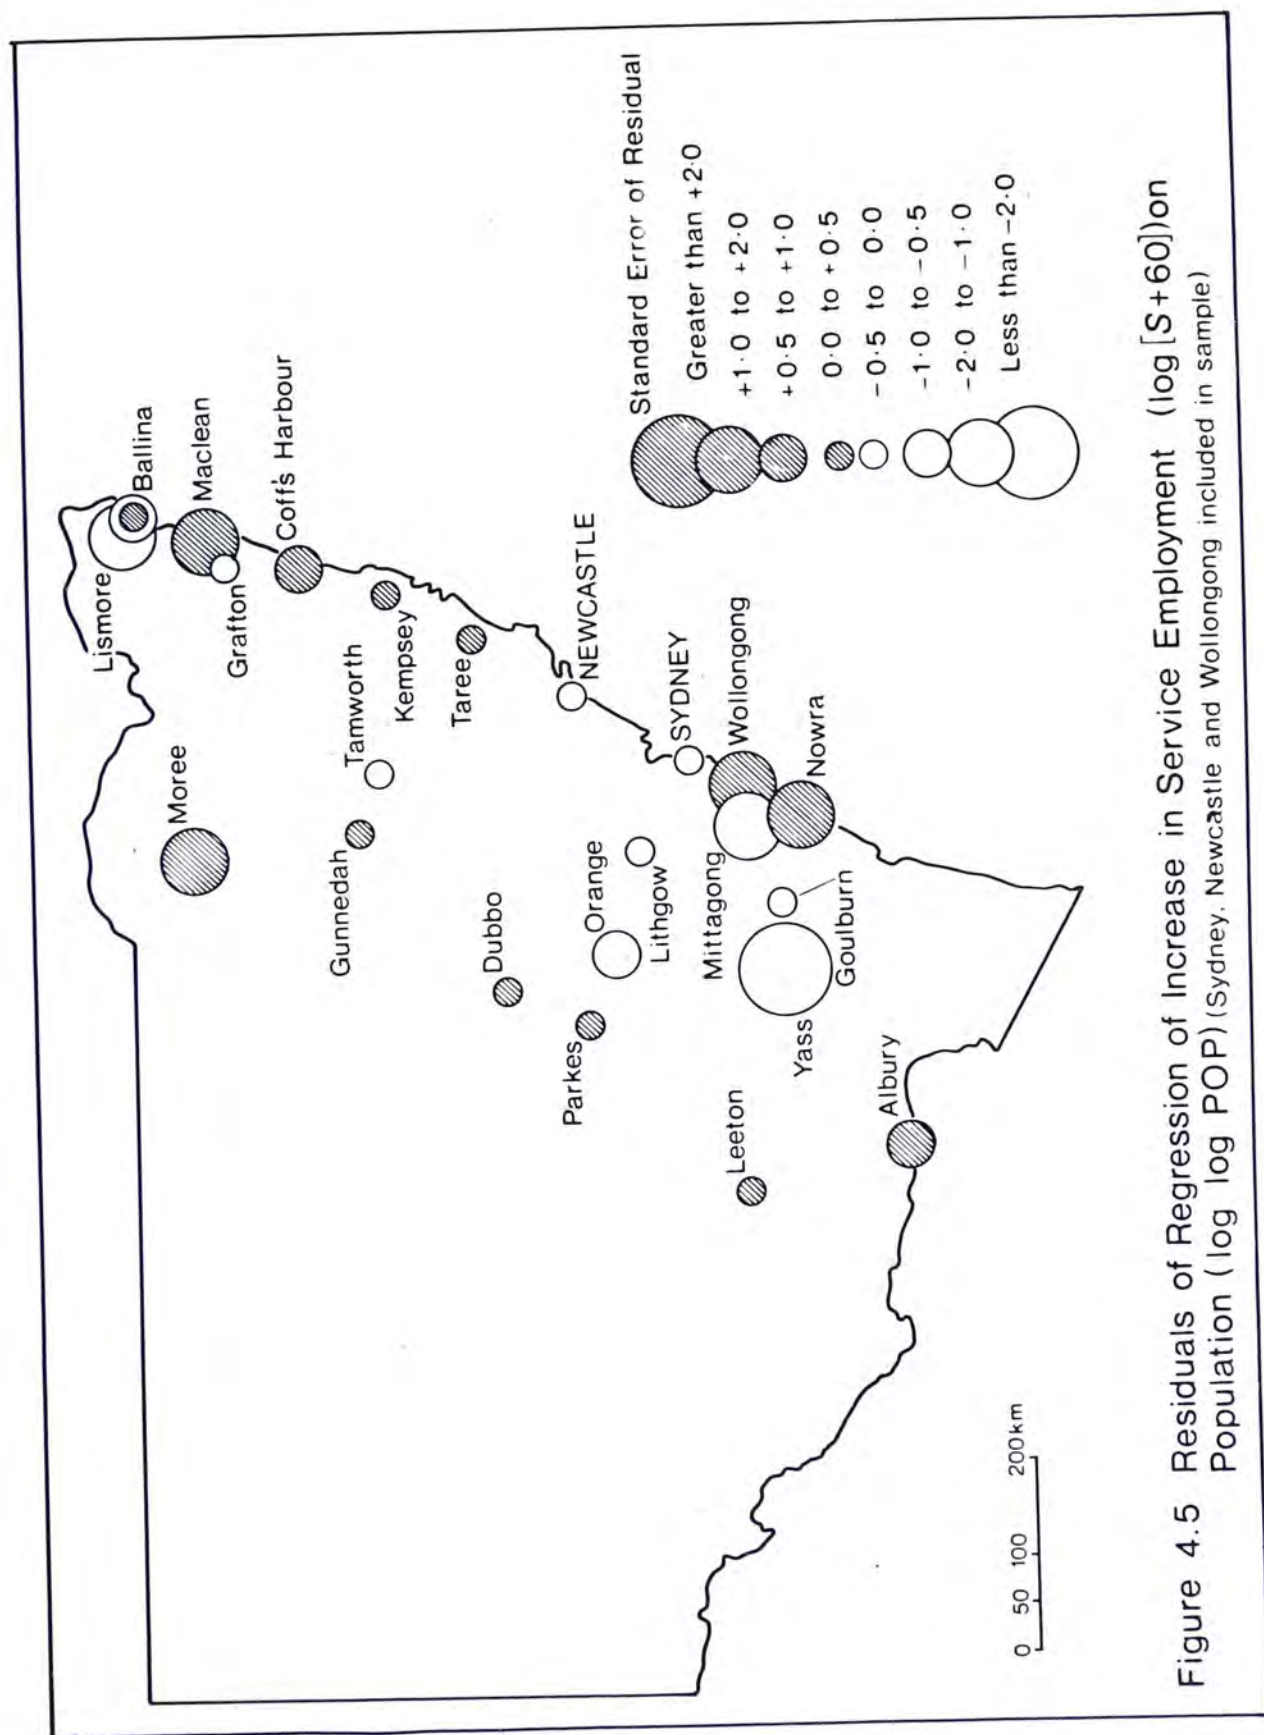 Lismore
Ballina
Maclean
Grafton
Coff's Harbour
Moree
Tamworth
Gunnedah
Kempsey
Taree
Dubbo
NEWCASTLE
Parkes
Orange
Lithgow
SYDNEY
Wollongong
Mittagong
Nowra
Leeton
Yass
Goulburn
Albury
Standard Error of Residual
Greater than +2·0
+1·0 to +2·0
+0·5 to +1·0
0·0 to +0·5
−0·5 to 0·0
−1·0 to −0·5
−2·0 to −1·0
Less than −2·0
0 50 100 200km
Figure 4.5 Residuals of Regression of Increase in Service Employment (log [S+60]) on
Population (log log POP) (Sydney, Newcastle and Wollongong included in sample)